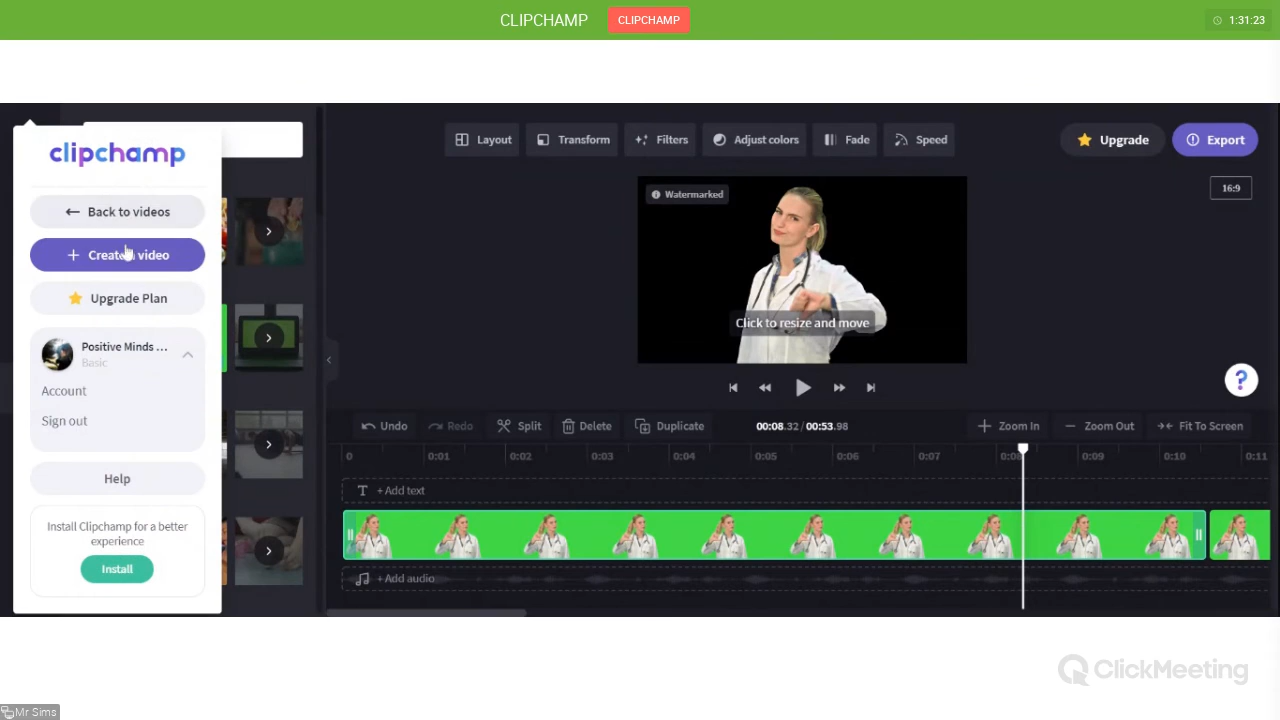 CLIPCHAMP
CLIPCHAMP
1:31:23
clipchamp
Back to videos
Create video
Upgrade Plan
Positive Minds ...
Basic
Account
Sign out
Help
Install Clipchamp for a better
experience
Install
Layout
Transform
Filters
Adjust colors
Fade
Speed
Upgrade
Export
Watermarked
16:9
Click to resize and move
?
Undo
Redo
Split
Delete
Duplicate
00:08.32 / 00:53.98
Zoom In
Zoom Out
Fit To Screen
0 0:01 0:02 0:03 0:04 0:05 0:06 0:07 0:08 0:09 0:10 0:11
T + Add text
+ Add audio
ClickMeeting
Mr Sims